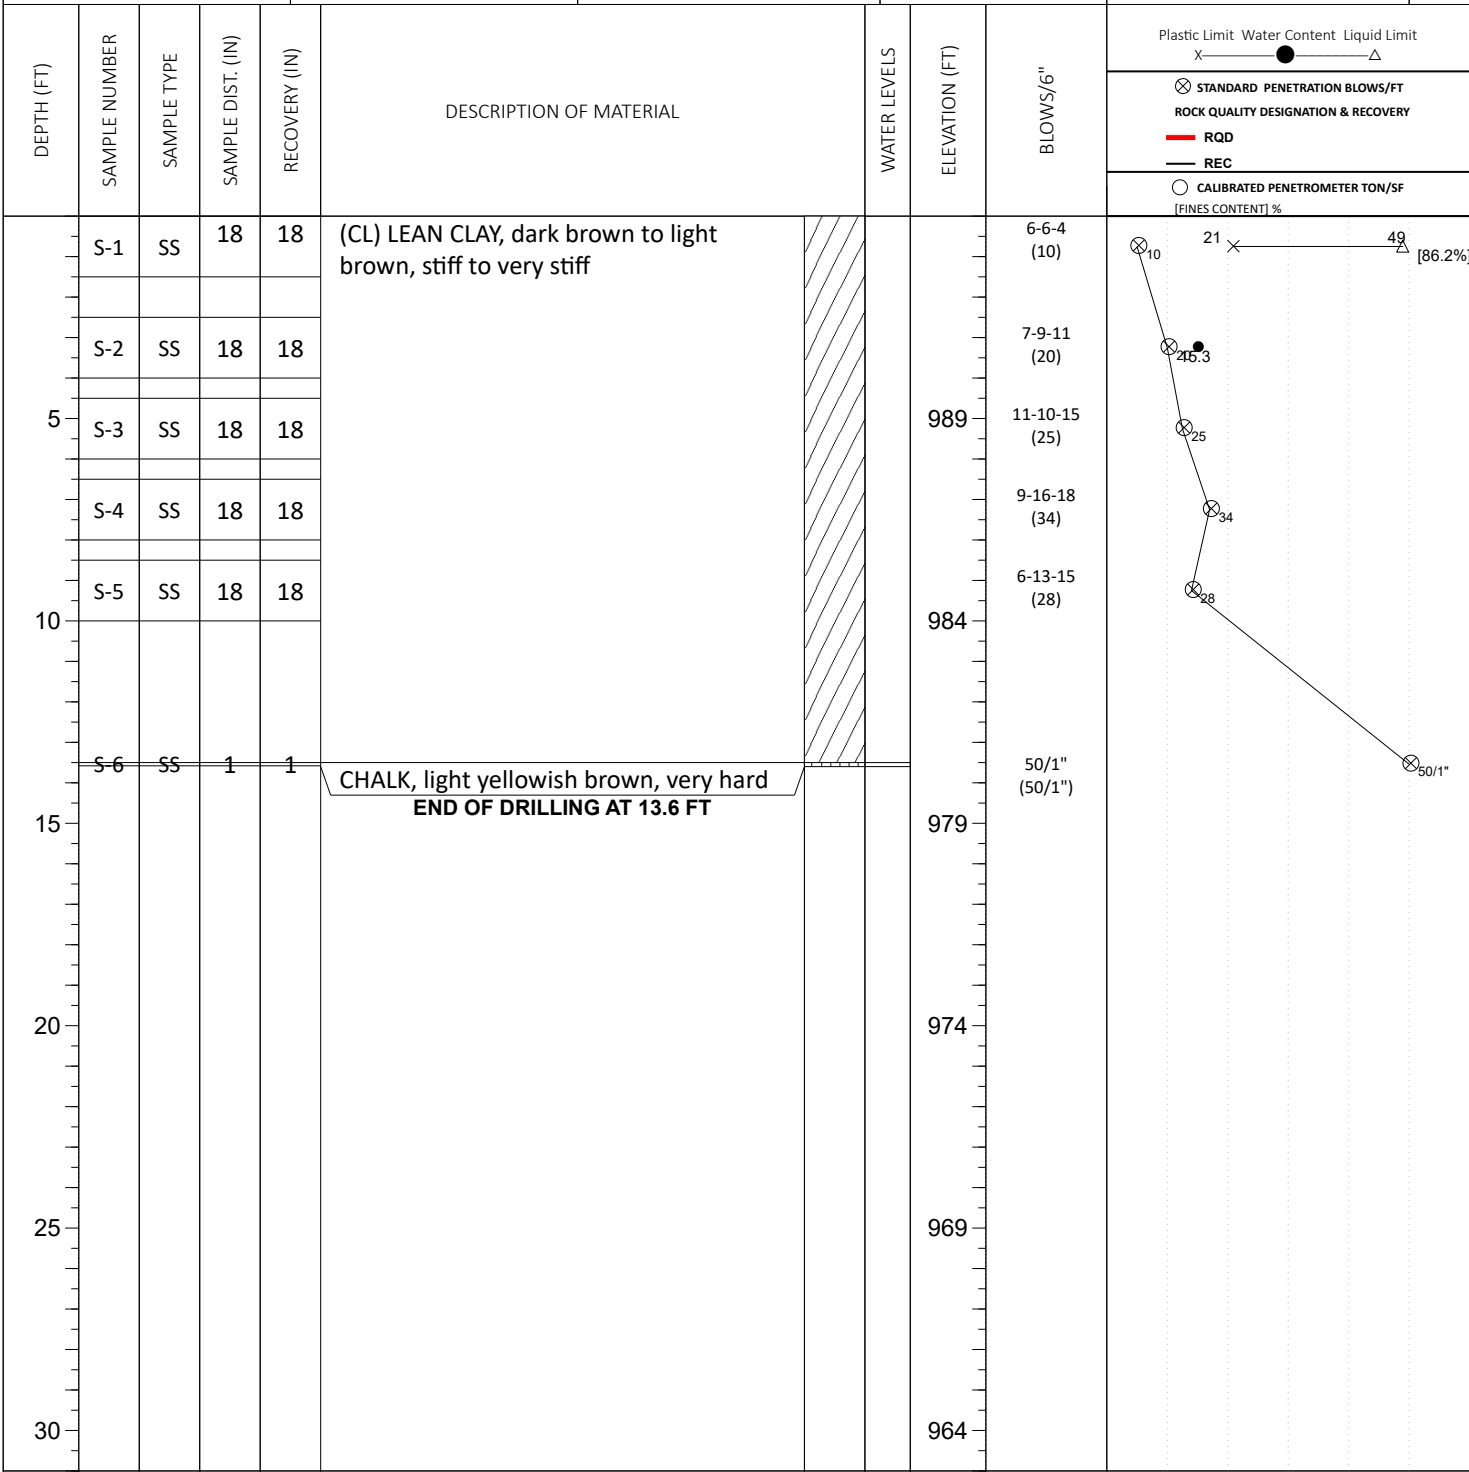 DEPTH (FT)
SAMPLE NUMBER
SAMPLE TYPE
SAMPLE DIST. (IN)
RECOVERY (IN)
DESCRIPTION OF MATERIAL
WATER LEVELS
ELEVATION (FT)
BLOWS/6"
Plastic Limit Water Content Liquid Limit
X
STANDARD PENETRATION BLOWS/FT
ROCK QUALITY DESIGNATION & RECOVERY
RQD
REC
CALIBRATED PENETROMETER TON/SF
[FINES CONTENT] %
S-1 SS 18 18
(CL) LEAN CLAY, dark brown to light
brown, stiff to very stiff
6-6-4
(10)
10
21
49
[86.2%]
S-2 SS 18 18
7-9-11
(20)
20
15.3
5
S-3 SS 18 18
989
11-10-15
(25)
25
S-4 SS 18 18
9-16-18
(34)
34
S-5 SS 18 18
6-13-15
(28)
28
10
984
S-6 SS 1 1
CHALK, light yellowish brown, very hard
END OF DRILLING AT 13.6 FT
50/1"
(50/1")
50/1"
15
979
20
974
25
969
30
964